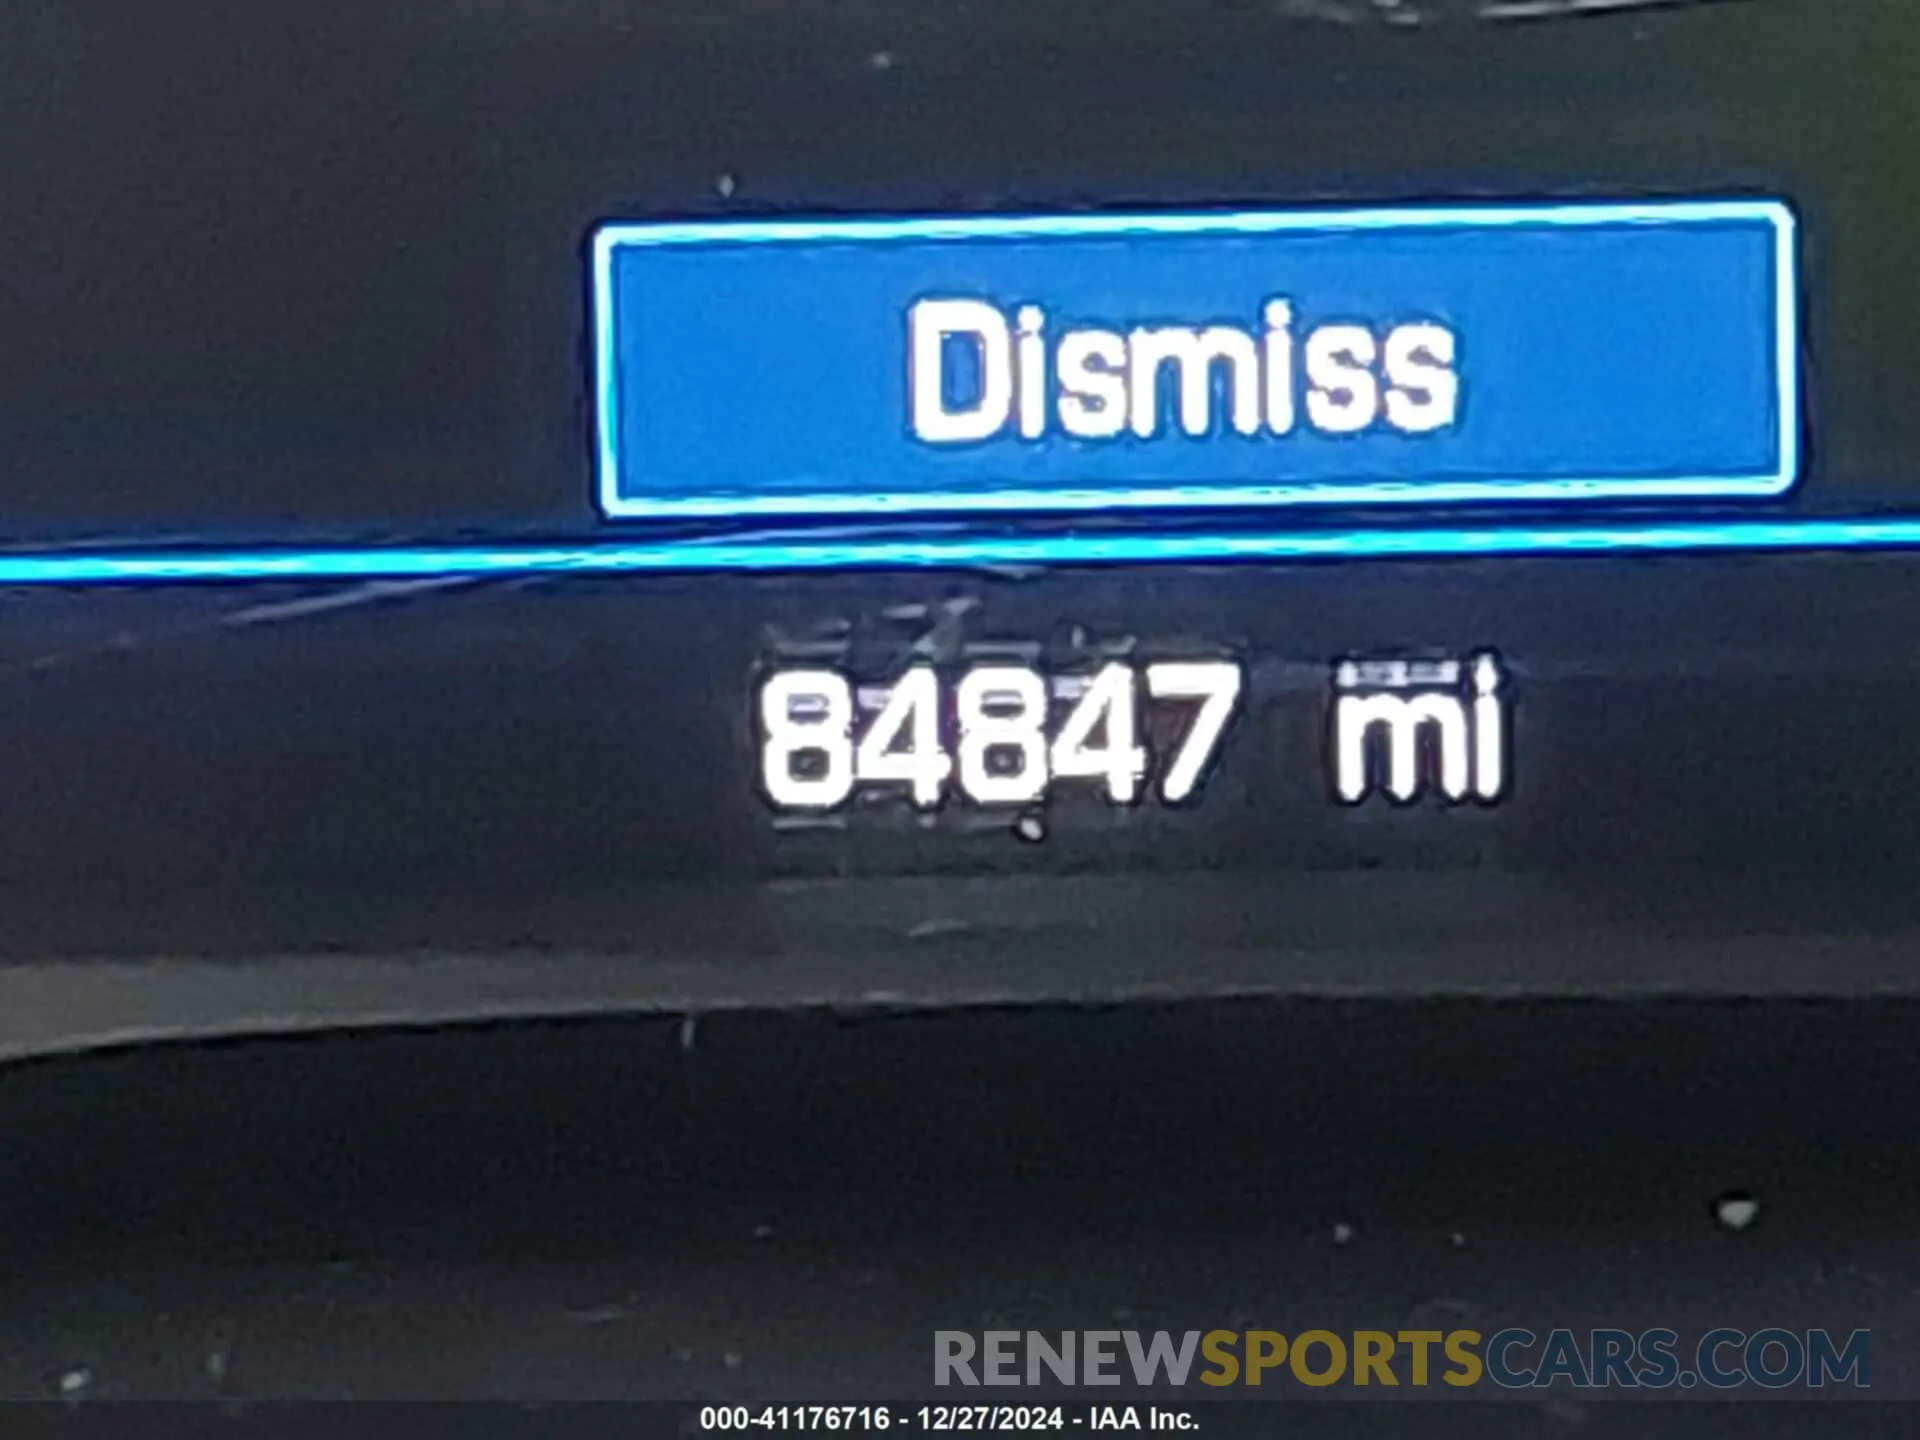 Dismiss
84847 mi
RENEWSPORTSCARS.COM
000-41176716 - 12/27/2024 - IAA Inc.